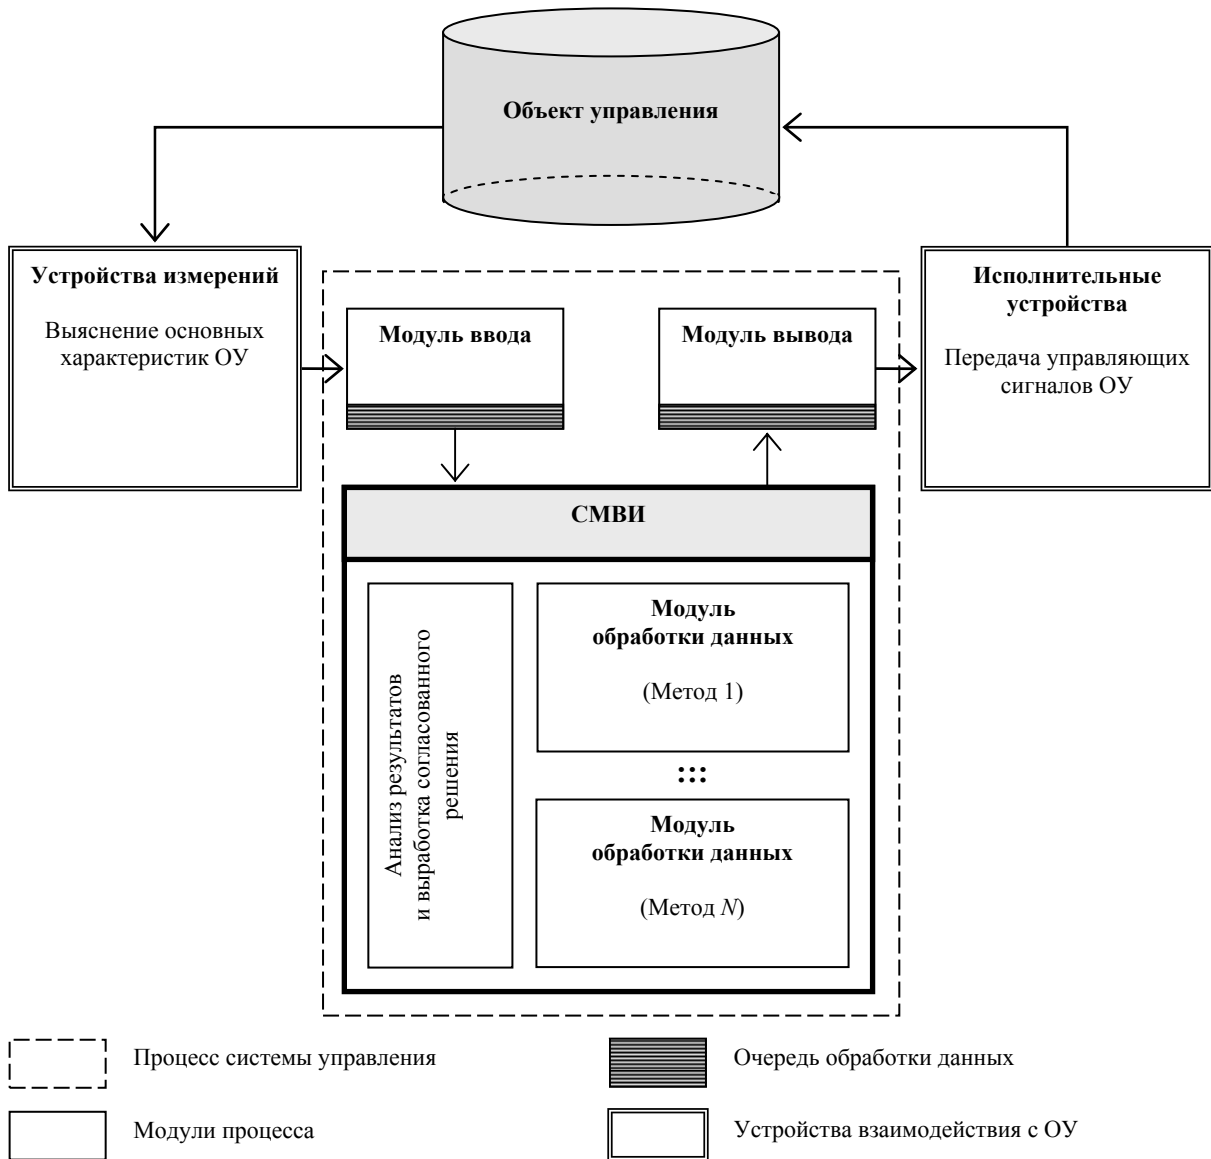 Объект управления
Устройства измерений
Выяснение основных
характеристик ОУ
Модуль ввода
Модуль вывода
Исполнительные
устройства
Передача управляющих
сигналов ОУ
СМВИ
Анализ результатов
и выработка согласованного
решения
Модуль
обработки данных
(Метод 1)
:::
Модуль
обработки данных
(Метод N)
Процесс системы управления
Очередь обработки данных
Модули процесса
Устройства взаимодействия с ОУ